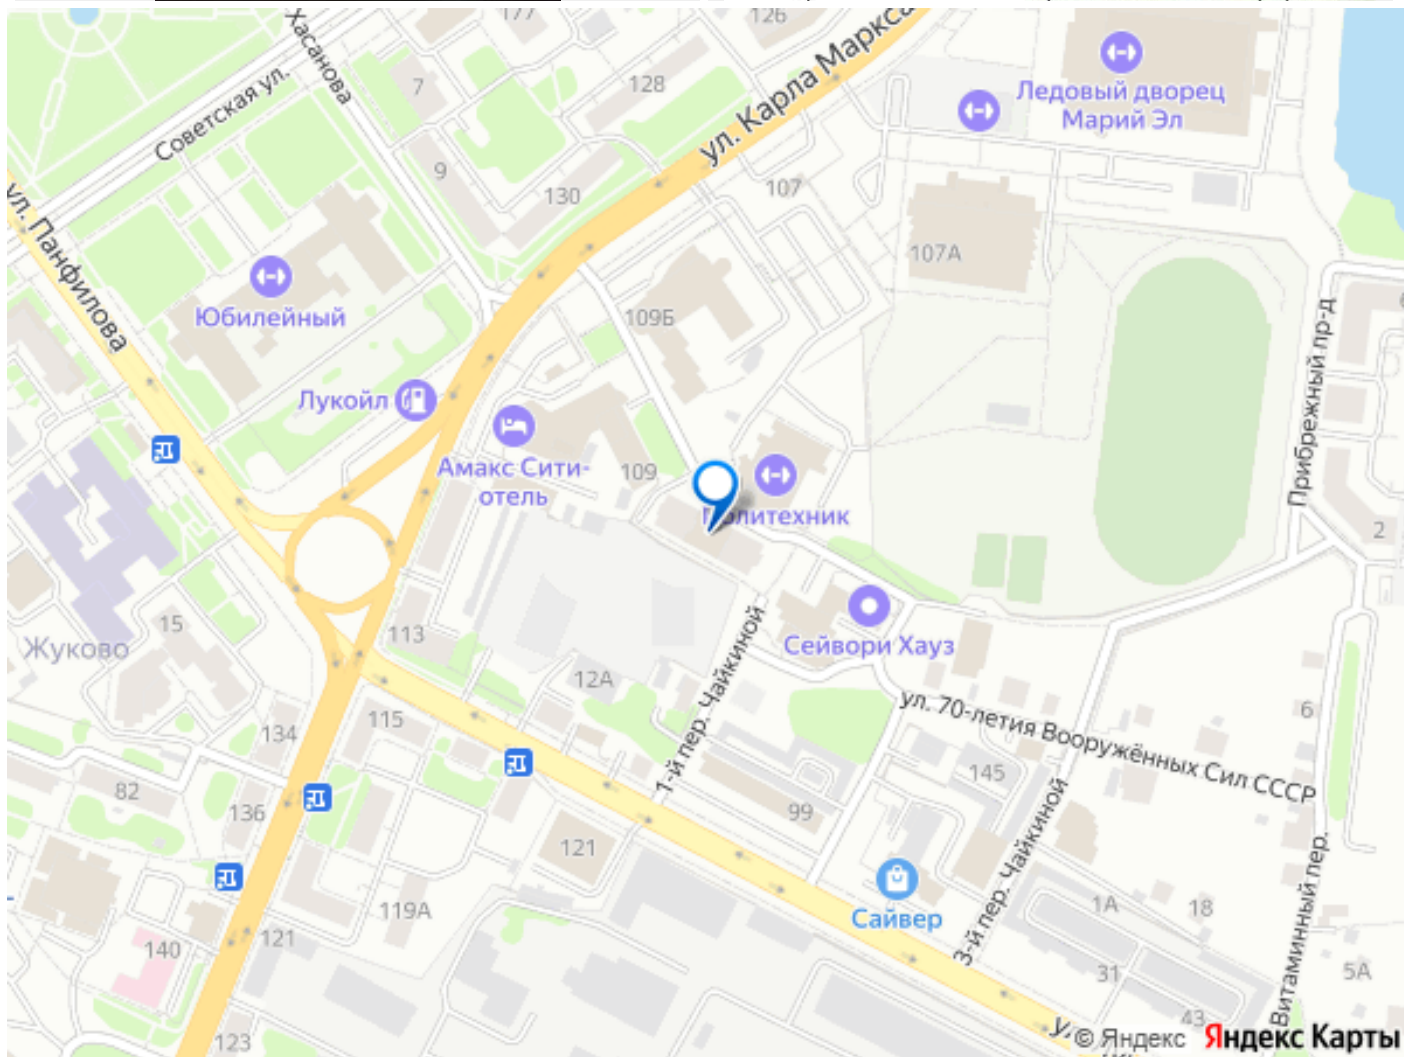 177
126
Хасанова
ул. Карла Маркса
7
128
Ледовый дворец
Марий Эл
Советская ул.
9
130
107
ул. Панфилова
107А
Юбилейный
109Б
Прибрежный пр-д
Лукойл
Амакс Сити-
отель
109
Политехник
2
15
113
Жуково
Сейвори Хауз
12А
1-й пер. Чайкиной
ул. 70-летия Вооружённых Сил СССР
6
115
134
145
82
136
99
3-й пер. Чайкиной
121
Витаминный пер.
119А
Сайвер
1А
18
121
140
31
5А
43
123
© Яндекс
Яндекс Карты